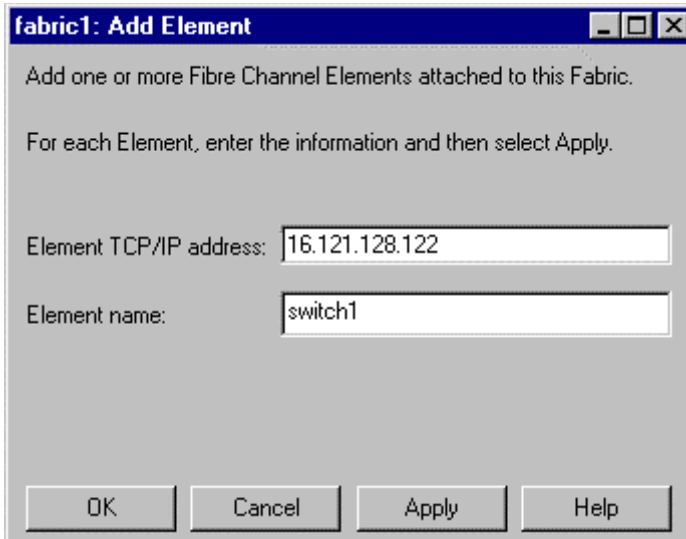 fabric1: Add Element
Add one or more Fibre Channel Elements attached to this Fabric.
For each Element, enter the information and then select Apply.
Element TCP/IP address: 16.121.128.122
Element name: switch1
OK Cancel Apply Help